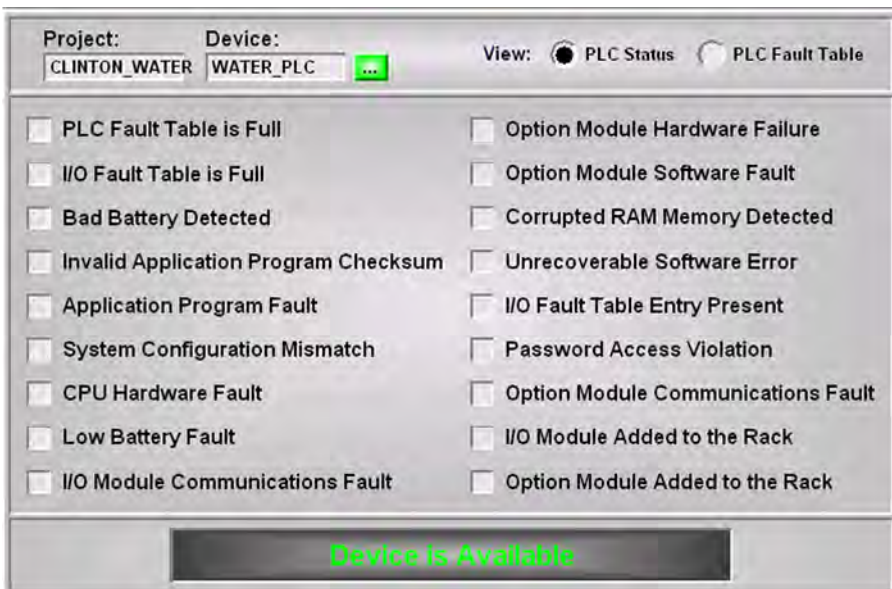 Project: Device:
CLINTON_WATER WATER_PLC ...
View: PLC Status PLC Fault Table
PLC Fault Table is Full
I/O Fault Table is Full
Bad Battery Detected
Invalid Application Program Checksum
Application Program Fault
System Configuration Mismatch
CPU Hardware Fault
Low Battery Fault
I/O Module Communications Fault
Option Module Hardware Failure
Option Module Software Fault
Corrupted RAM Memory Detected
Unrecoverable Software Error
I/O Fault Table Entry Present
Password Access Violation
Option Module Communications Fault
I/O Module Added to the Rack
Option Module Added to the Rack
Device is Available